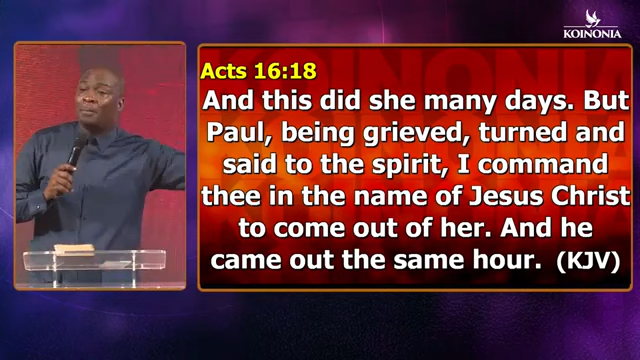 KOINONIA
Acts 16:18
And this did she many days. But
Paul, being grieved, turned and
said to the spirit, I command
thee in the name of Jesus Christ
to come out of her. And he
came out the same hour. (KJV)